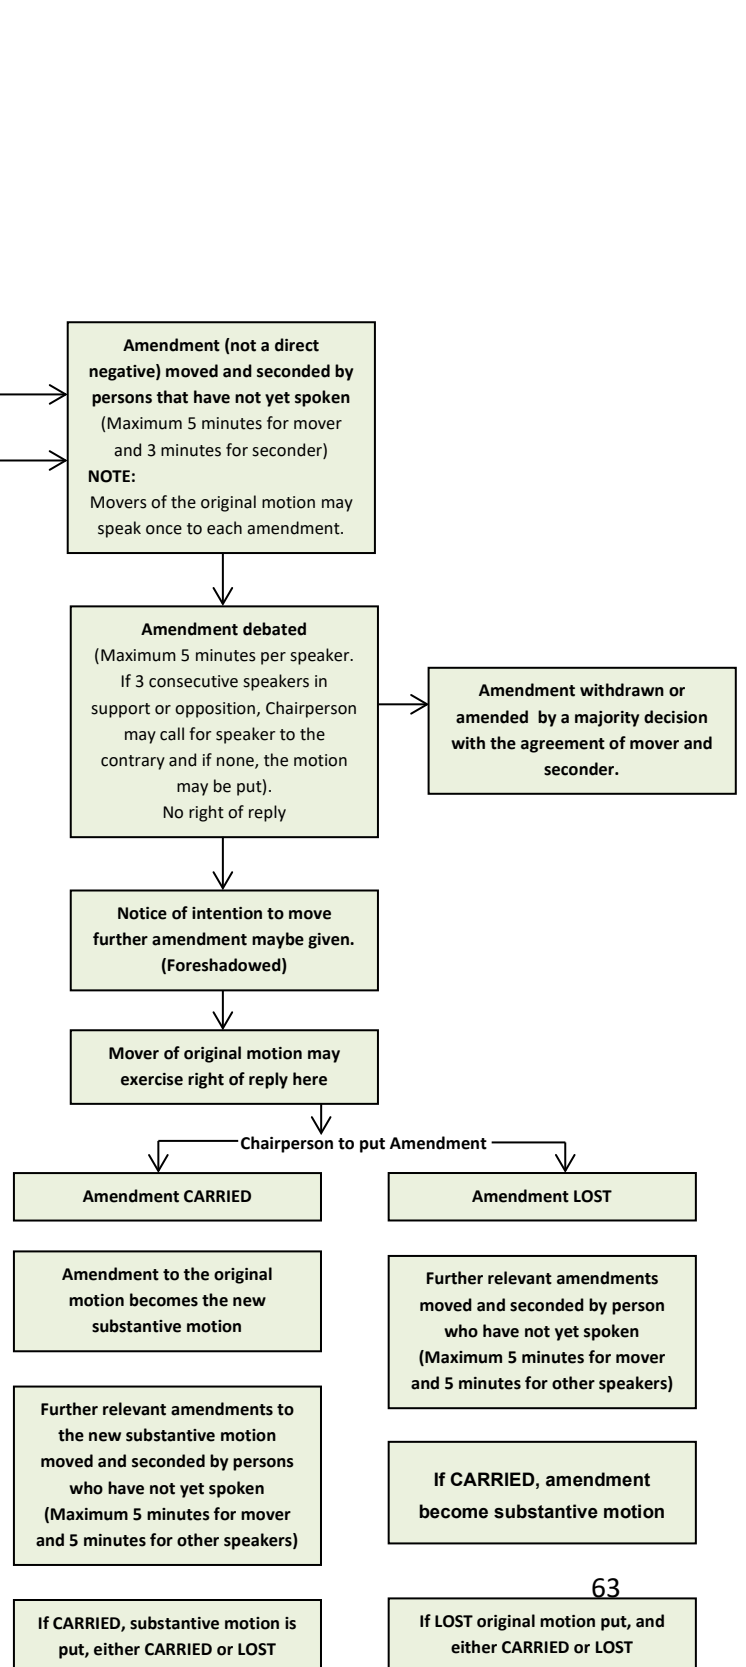 Amendment (not a direct
negative) moved and seconded by
persons that have not yet spoken
(Maximum 5 minutes for mover
and 3 minutes for seconder)
NOTE:
Movers of the original motion may
speak once to each amendment.
Amendment debated
(Maximum 5 minutes per speaker.
If 3 consecutive speakers in
support or opposition, Chairperson
may call for speaker to the
contrary and if none, the motion
may be put).
No right of reply
Amendment withdrawn or
amended by a majority decision
with the agreement of mover and
seconder.
Notice of intention to move
further amendment maybe given.
(Foreshadowed)
Mover of original motion may
exercise right of reply here
Chairperson to put Amendment
Amendment CARRIED
Amendment to the original
motion becomes the new
substantive motion
Further relevant amendments to
the new substantive motion
moved and seconded by persons
who have not yet spoken
(Maximum 5 minutes for mover
and 5 minutes for other speakers)
If CARRIED, substantive motion is
put, either CARRIED or LOST
Amendment LOST
Further relevant amendments
moved and seconded by person
who have not yet spoken
(Maximum 5 minutes for mover
and 5 minutes for other speakers)
If CARRIED, amendment
become substantive motion
63
If LOST original motion put, and
either CARRIED or LOST